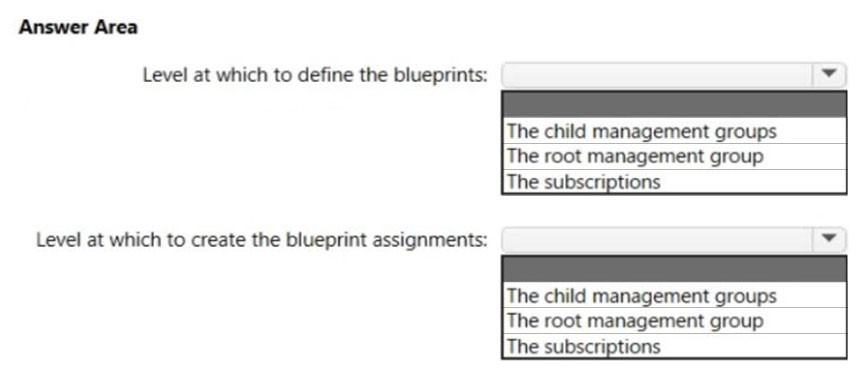 Answer Area
Level at which to define the blueprints:
The child management groups
The root management group
The subscriptions
Level at which to create the blueprint assignments:
The child management groups
The root management group
The subscriptions